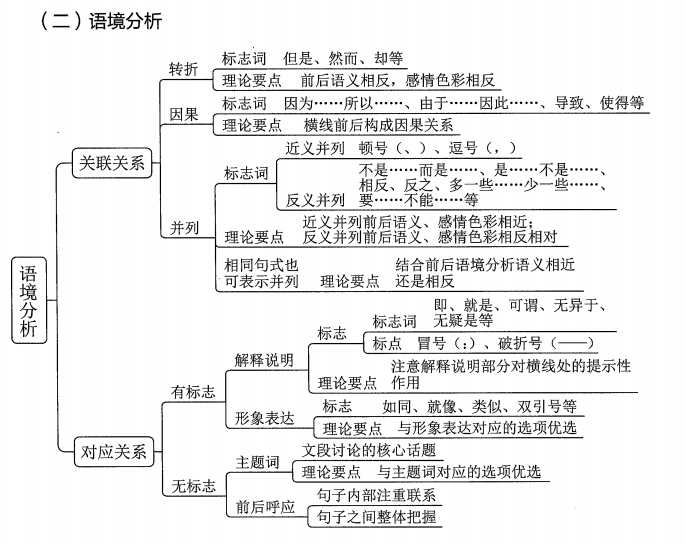 （二）语境分析
语境分析
关联关系
转折
标志词 但是、然而、却等
理论要点 前后语义相反，感情色彩相反
因果
标志词 因为……所以……、由于……因此……、导致、使得等
理论要点 横线前后构成因果关系
并列
标志词
近义并列 顿号（、）、逗号（，）
反义并列
不是……而是……、是……不是……、
相反、反之、多一些……少一些……、
要……不能……等
理论要点
近义并列前后语义、感情色彩相近；
反义并列前后语义、感情色彩相反相对
相同句式也
可表示并列
理论要点
结合前后语境分析语义相近
还是相反
对应关系
有标志
解释说明
标志
标志词
即、就是、可谓、无异于、
无疑是等
标点 冒号（：）、破折号（——）
理论要点
注意解释说明部分对横线处的提示性
作用
形象表达
标志 如同、就像、类似、双引号等
理论要点 与形象表达对应的选项优选
无标志
主题词
文段讨论的核心话题
理论要点 与主题词对应的选项优选
前后呼应
句子内部注重联系
句子之间整体把握